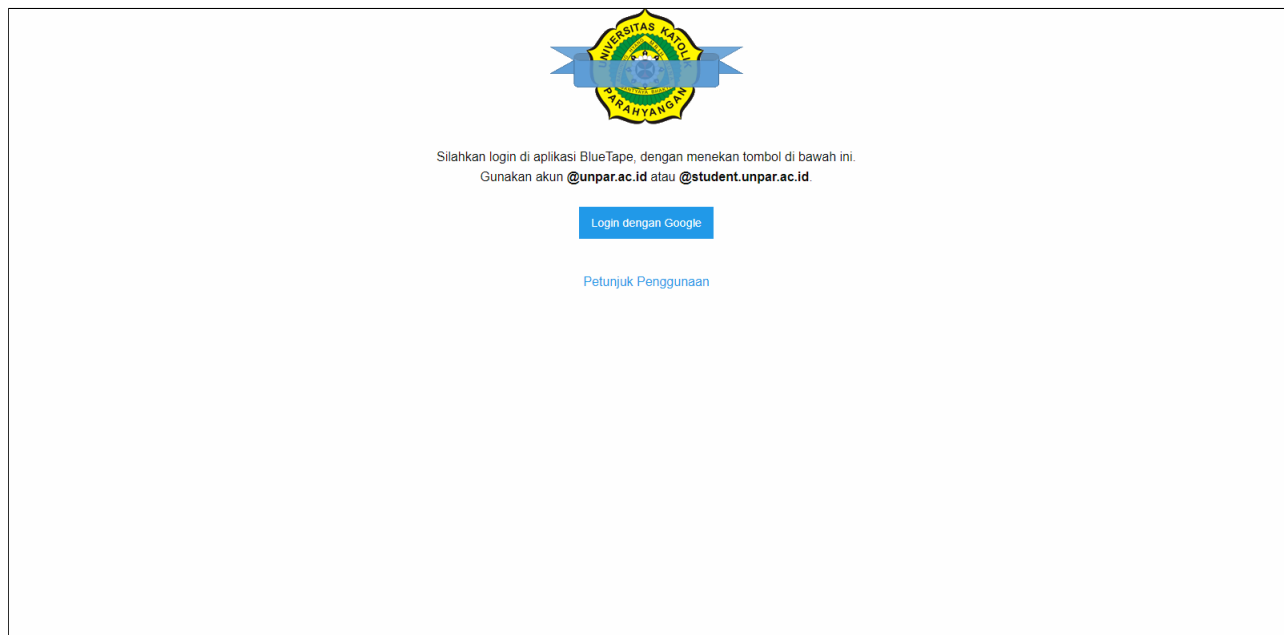 UNIVERSITAS KATOLIK
PARAHYANGAN
Silahkan login di aplikasi BlueTape, dengan menekan tombol di bawah ini.
Gunakan akun @unpar.ac.id atau @student.unpar.ac.id.
Login dengan Google
Petunjuk Penggunaan